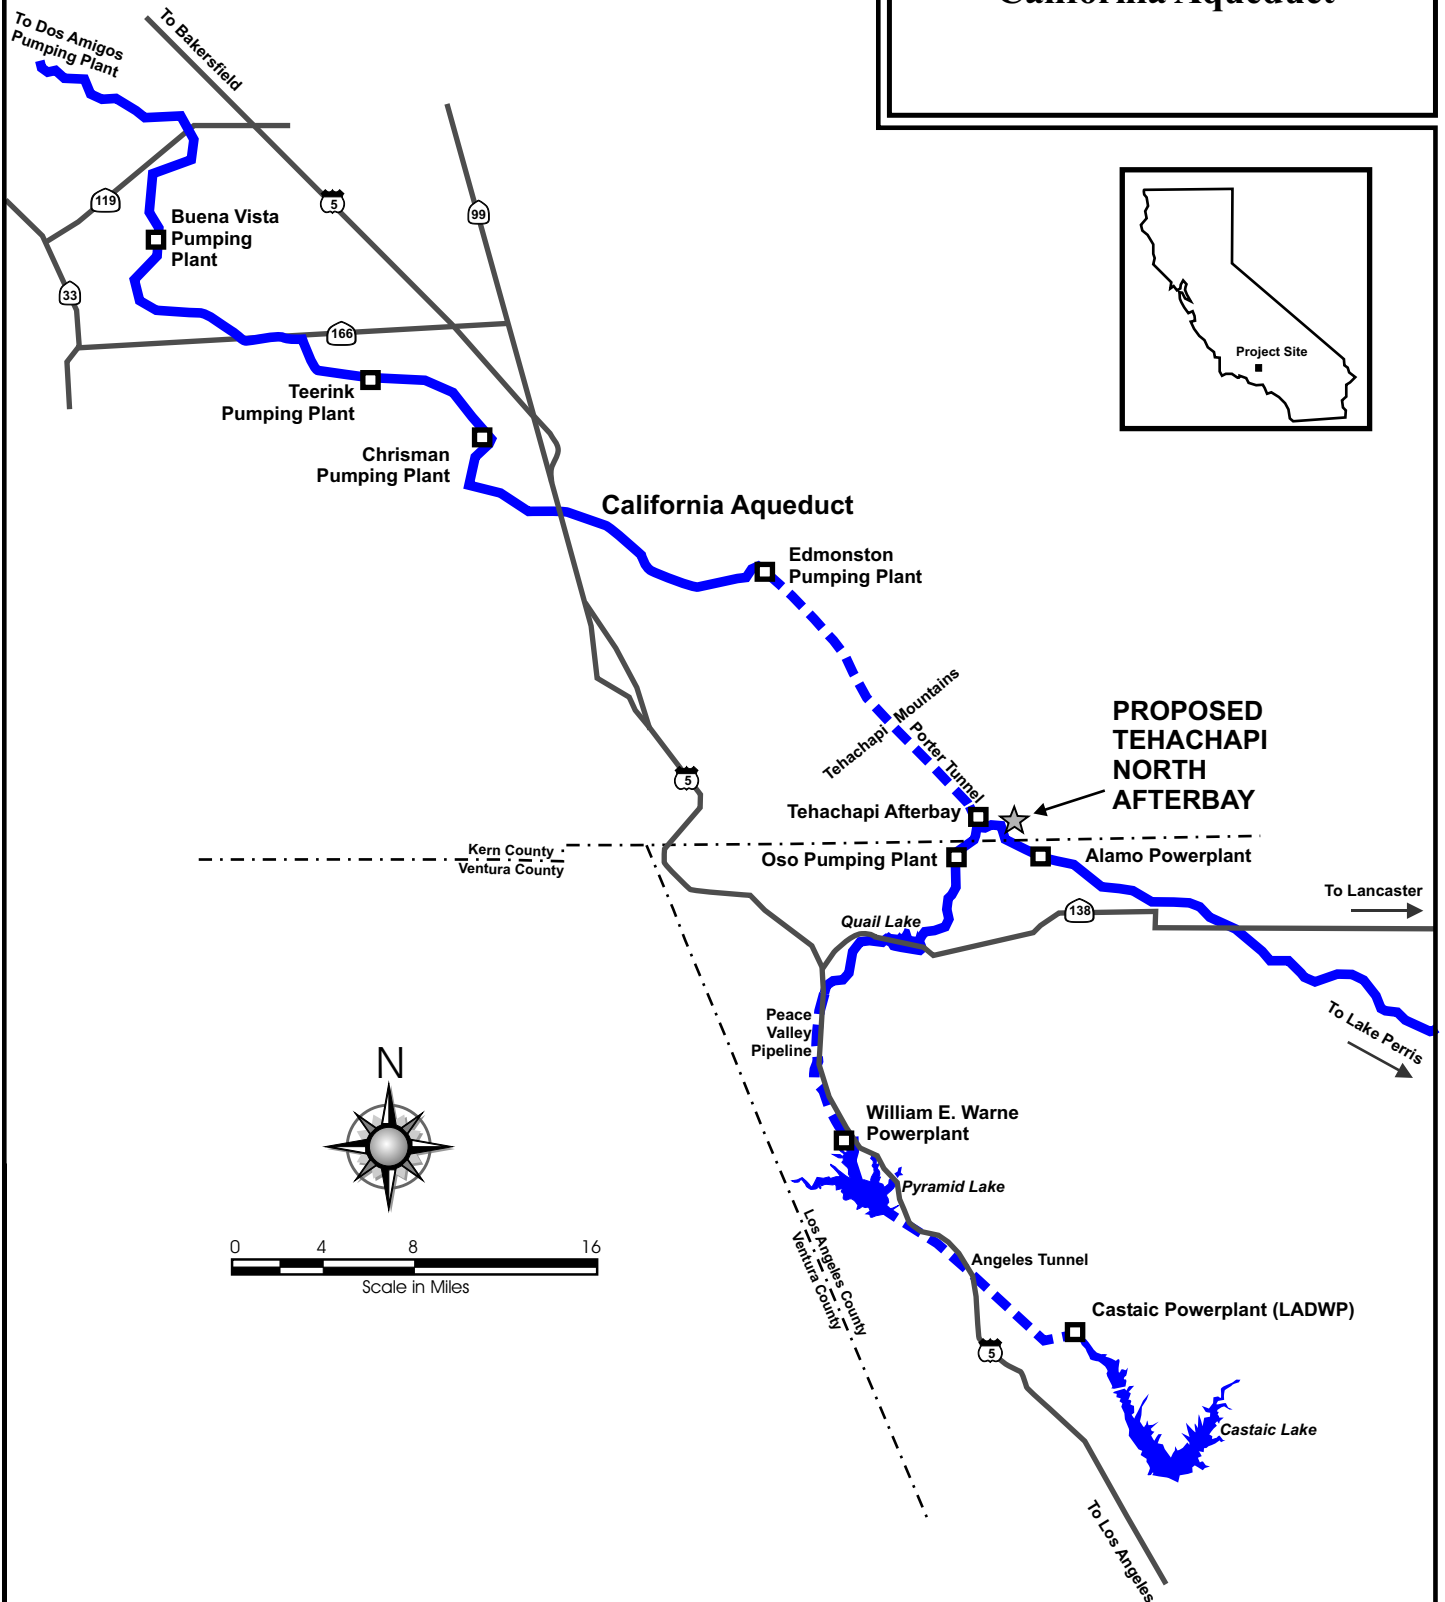 California Aqueduct
To Dos Amigos
Pumping Plant
To Bakersfield
119
5
99
Buena Vista
Pumping
Plant
33
166
Project Site
Teerink
Pumping Plant
Chrisman
Pumping Plant
California Aqueduct
Edmonston
Pumping Plant
Tehachapi Mountains
Porter Tunnel
PROPOSED
TEHACHAPI
NORTH
AFTERBAY
5
Tehachapi Afterbay
Kern County
Ventura County
Oso Pumping Plant
Alamo Powerplant
To Lancaster
138
Quail Lake
Peace
Valley
Pipeline
To Lake Perris
N
William E. Warne
Powerplant
Pyramid Lake
Los Angeles County
Ventura County
0 4 8 16
Scale in Miles
Angeles Tunnel
Castaic Powerplant (LADWP)
5
Castaic Lake
To Los Angeles